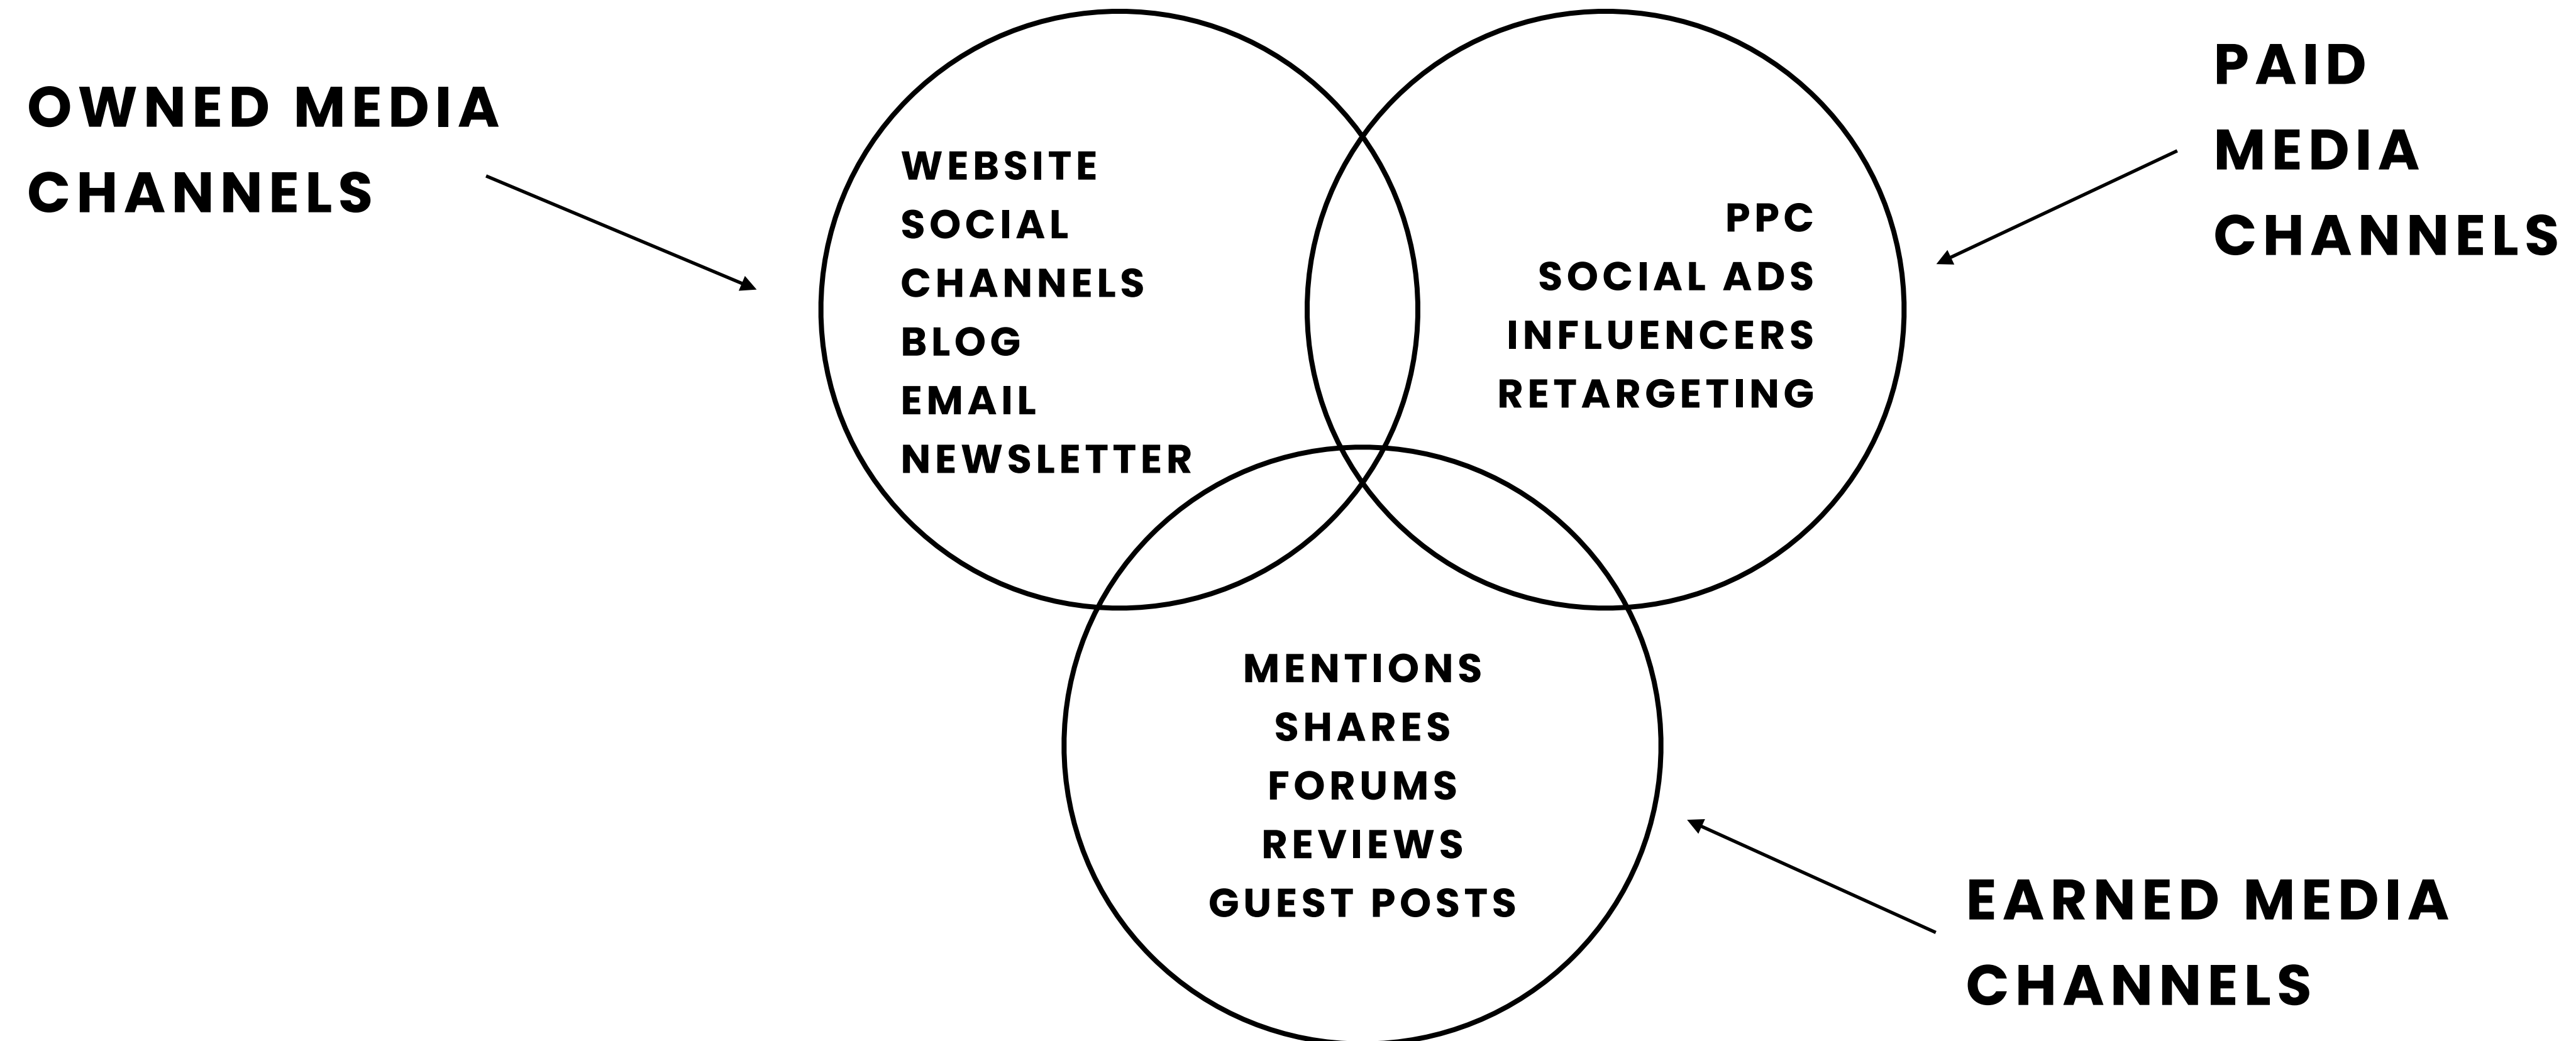 OWNED MEDIA
CHANNELS
WEBSITE
SOCIAL
CHANNELS
BLOG
EMAIL
NEWSLETTER
PPC
SOCIAL ADS
INFLUENCERS
RETARGETING
PAID
MEDIA
CHANNELS
MENTIONS
SHARES
FORUMS
REVIEWS
GUEST POSTS
EARNED MEDIA
CHANNELS